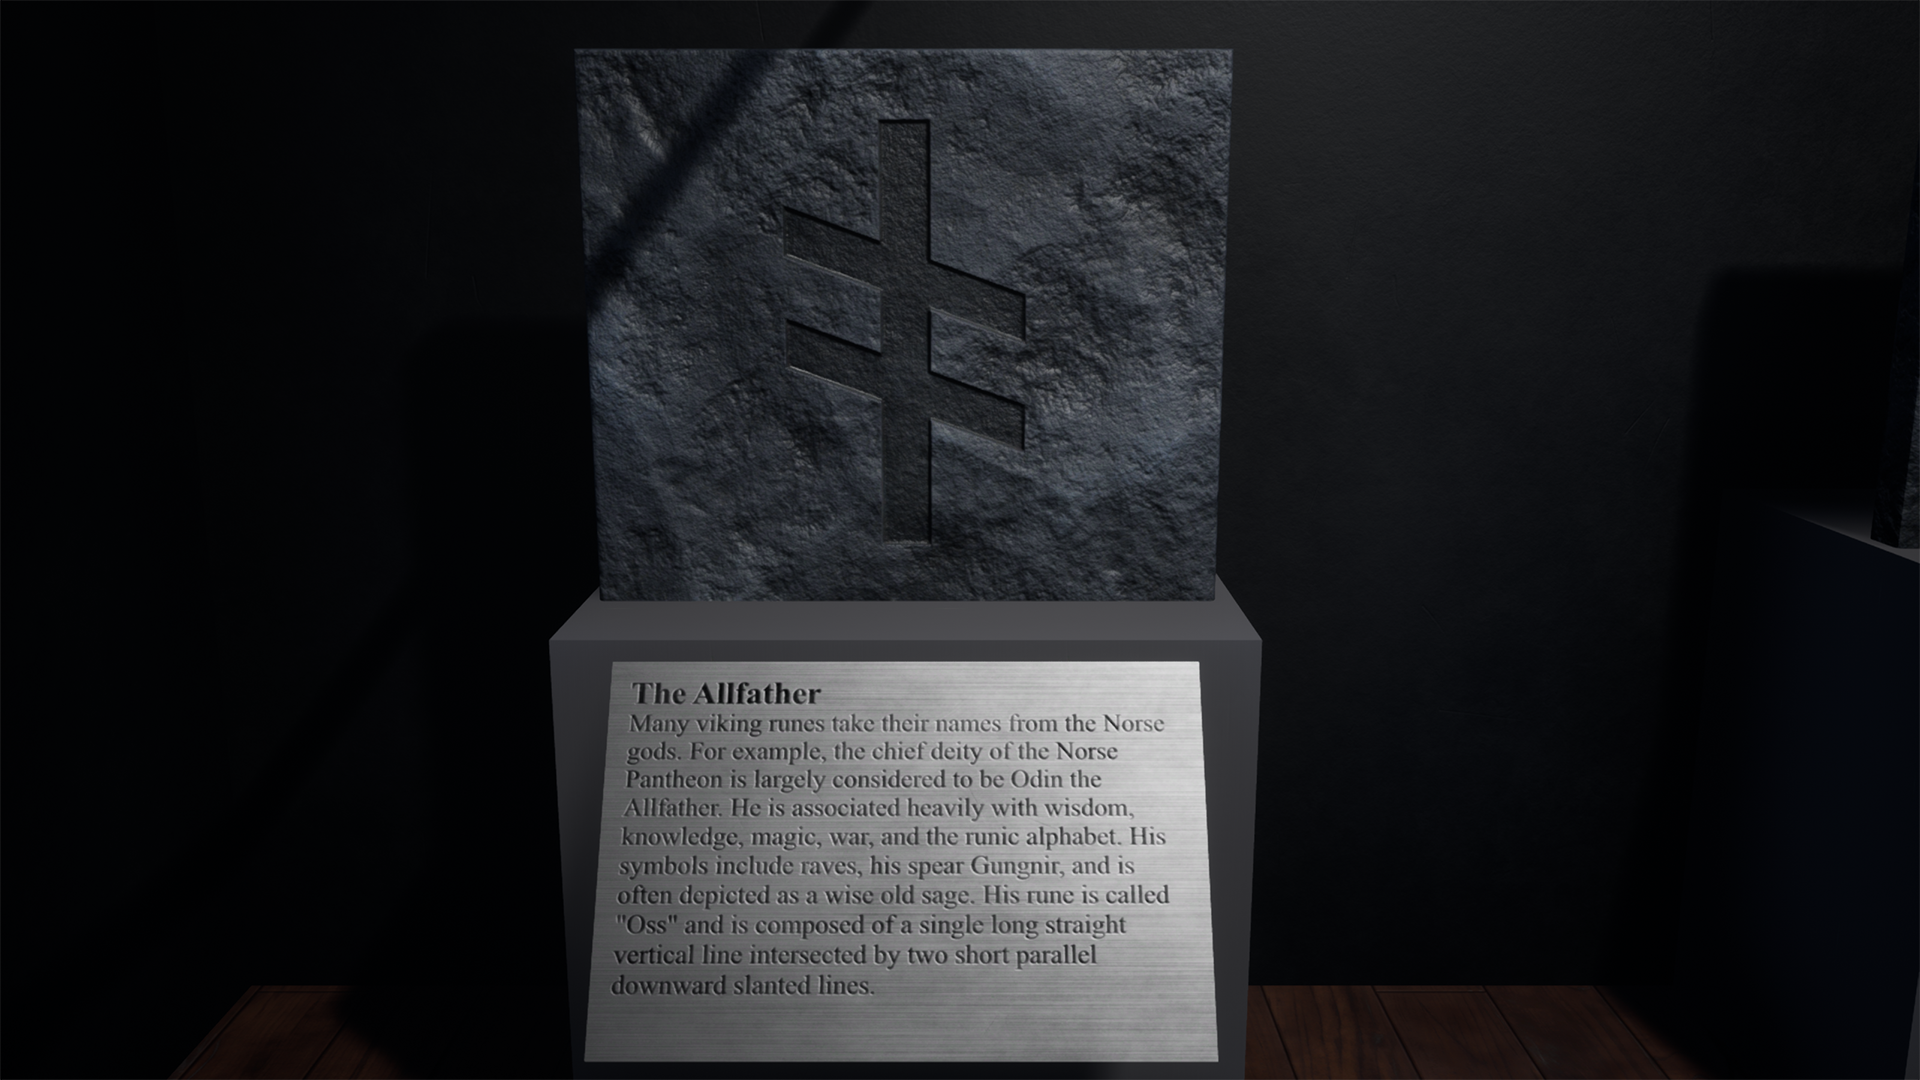 The Allfather
Many viking runes take their names from the Norse
gods. For example, the chief deity of the Norse
Pantheon is largely considered to be Odin the
Allfather. He is associated heavily with wisdom,
knowledge, magic, war, and the runic alphabet. His
symbols include raves, his spear Gungnir, and is
often depicted as a wise old sage. His rune is called
"Oss" and is composed of a single long straight
vertical line intersected by two short parallel
downward slanted lines.